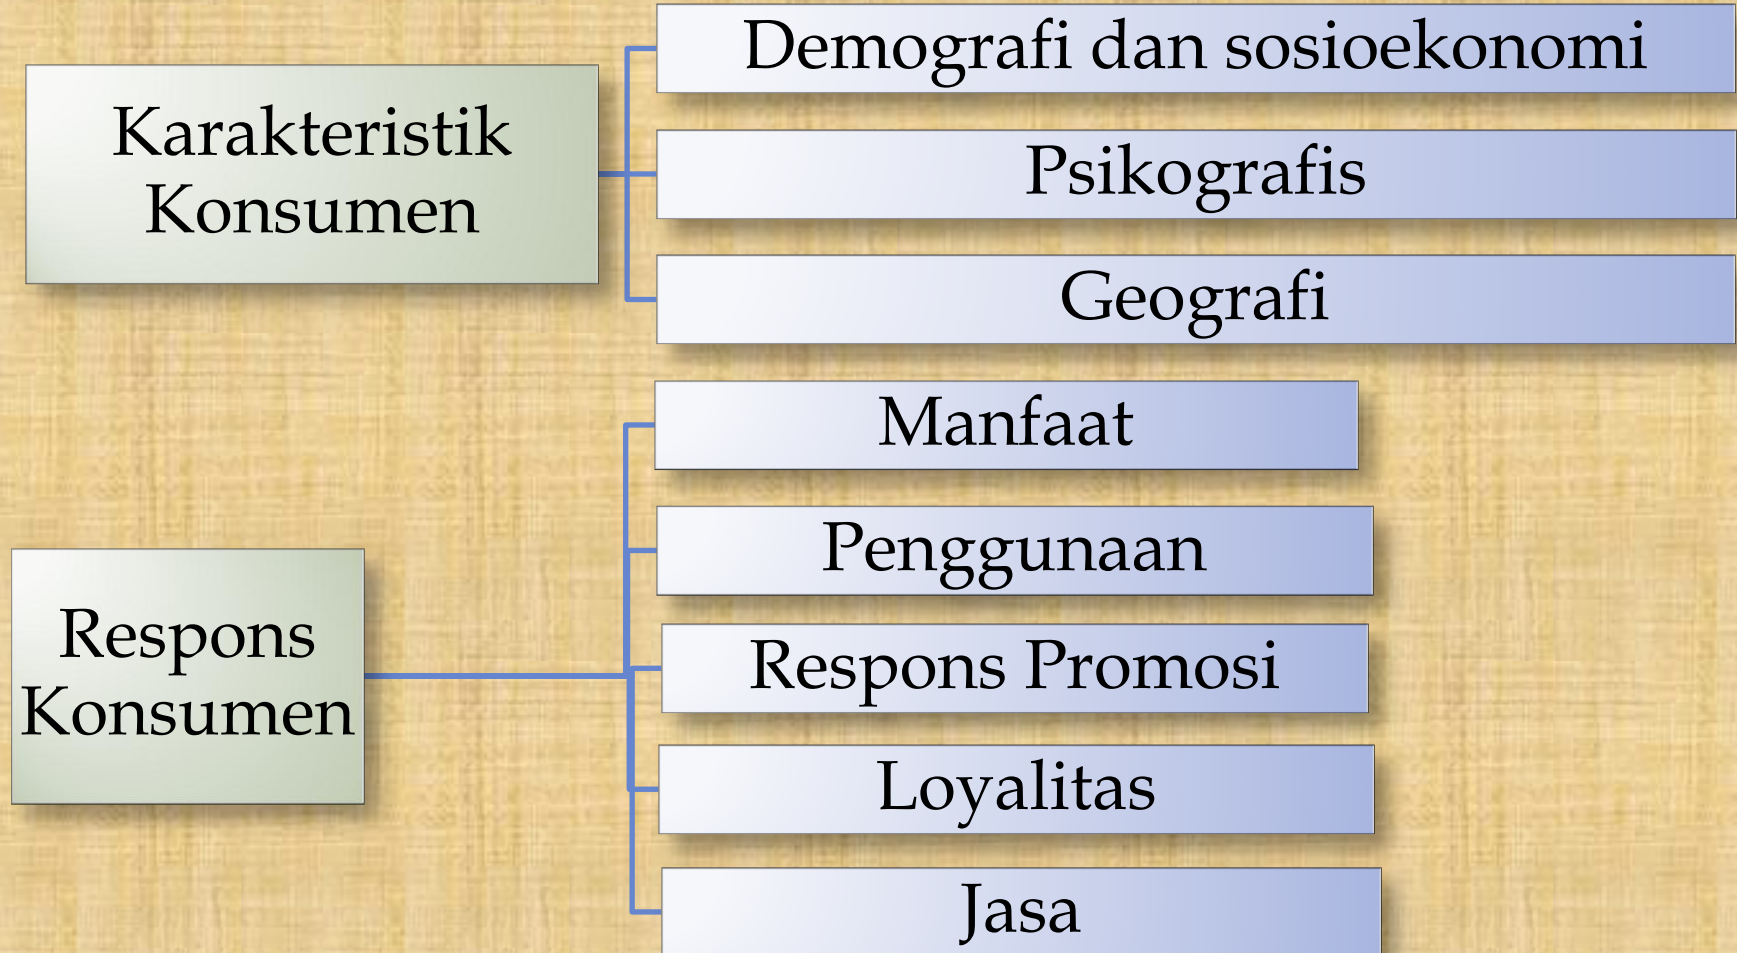 Demografi dan sosioekonomi
Karakteristik
Konsumen
Psikografis
Geografi
Manfaat
Penggunaan
Respons
Konsumen
Respons Promosi
Loyalitas
Jasa